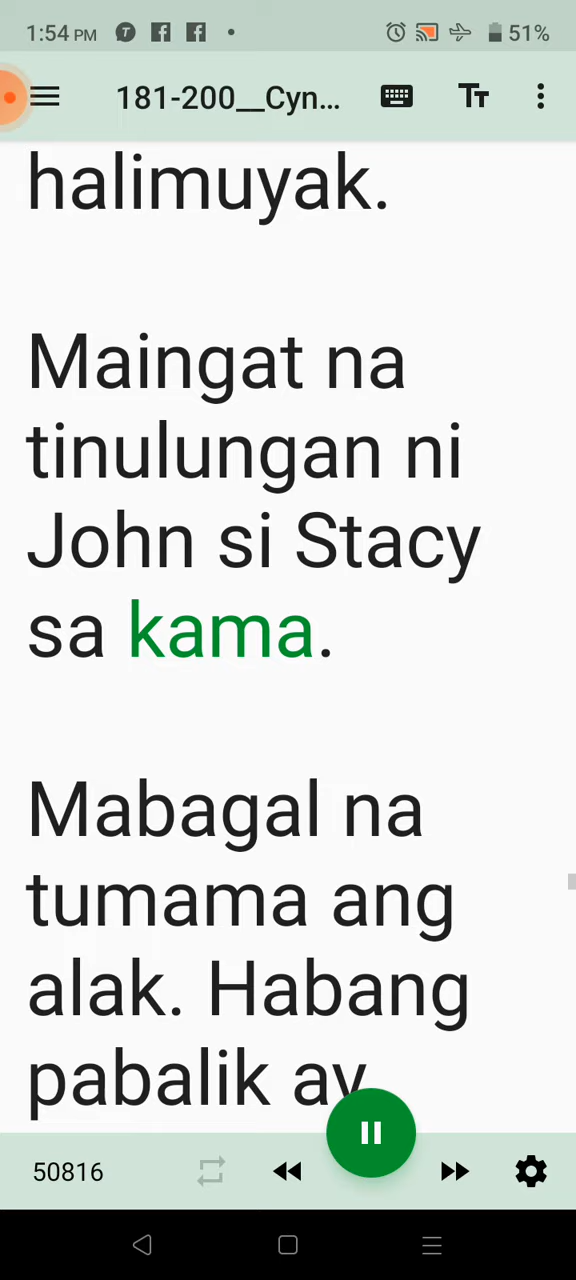 1:54 PM 51%
181-200__Cyn...
halimuyak.
Maingat na
tinulungan ni
John si Stacy
sa kama.
Mabagal na
tumama ang
alak. Habang
pabalik ay
50816